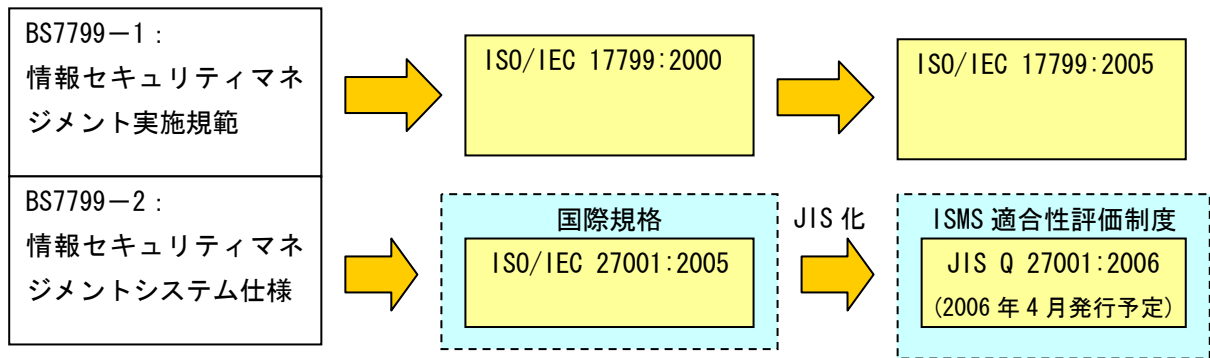 BS7799－1：
情報セキュリティマネ
ジメント実施規範
ISO/IEC 17799:2000
ISO/IEC 17799:2005
BS7799－2：
情報セキュリティマネ
ジメントシステム仕様
国際規格
ISO/IEC 27001:2005
JIS 化
ISMS 適合性評価制度
JIS Q 27001:2006
(2006 年 4 月発行予定)